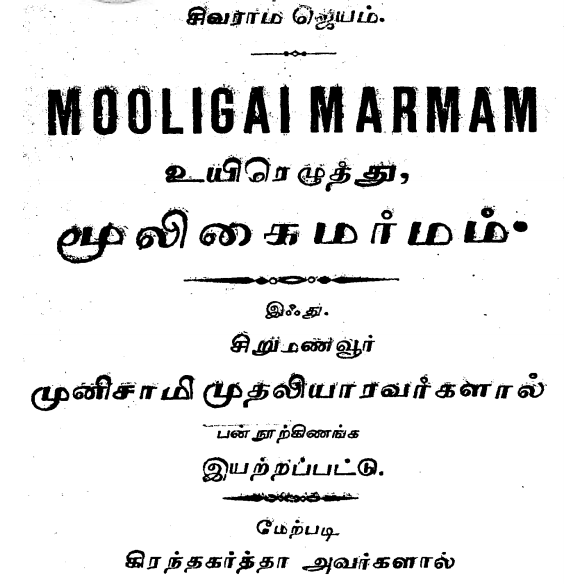 சிவராம ஜெயம்.
MOOLIGAI MARMAM
உயிரெழுத்து,
மூலிகைமர்மம்.
இஃது.
சிறுமணவூர்
முனிசாமி முதலியாரவர்களால்
பன்நூற்கிணங்க
இயற்றப்பட்டு.
மேற்படி
கிரந்தகர்த்தா அவர்களால்